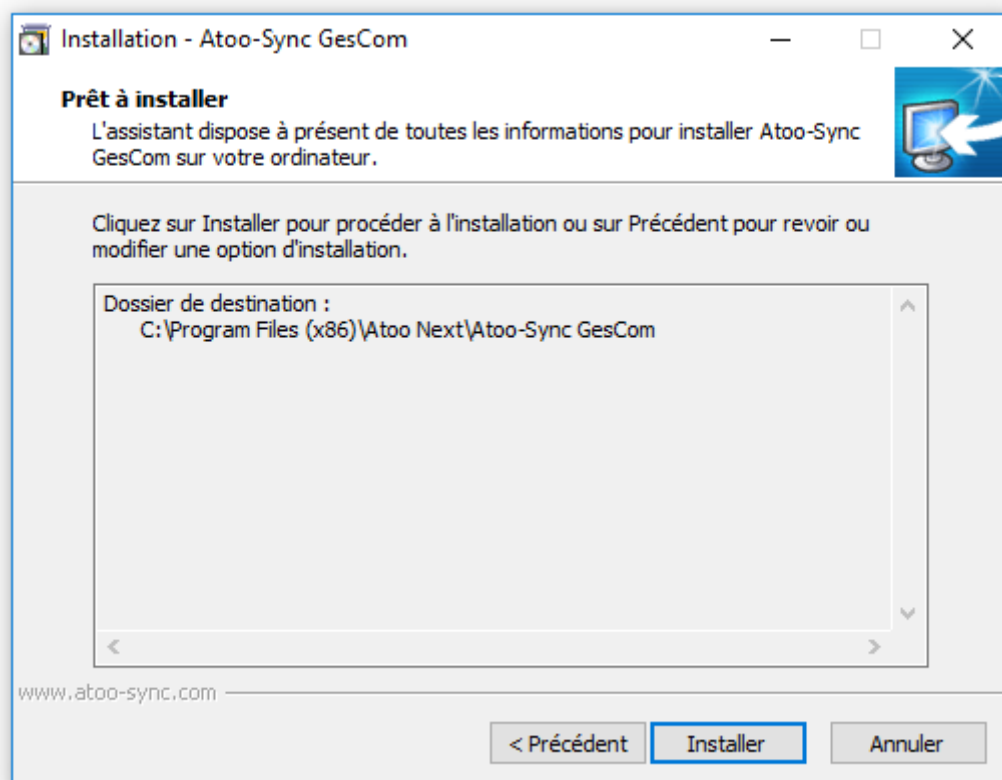 Installation - Atoo-Sync GesCom
Prêt à installer
L'assistant dispose à présent de toutes les informations pour installer Atoo-Sync
GesCom sur votre ordinateur.
Cliquez sur Installer pour procéder à l'installation ou sur Précédent pour revoir ou
modifier une option d'installation.
Dossier de destination :
C:\Program Files (x86)\Atoo Next\Atoo-Sync GesCom
www.atoo-sync.com
< Précédent
Installer
Annuler